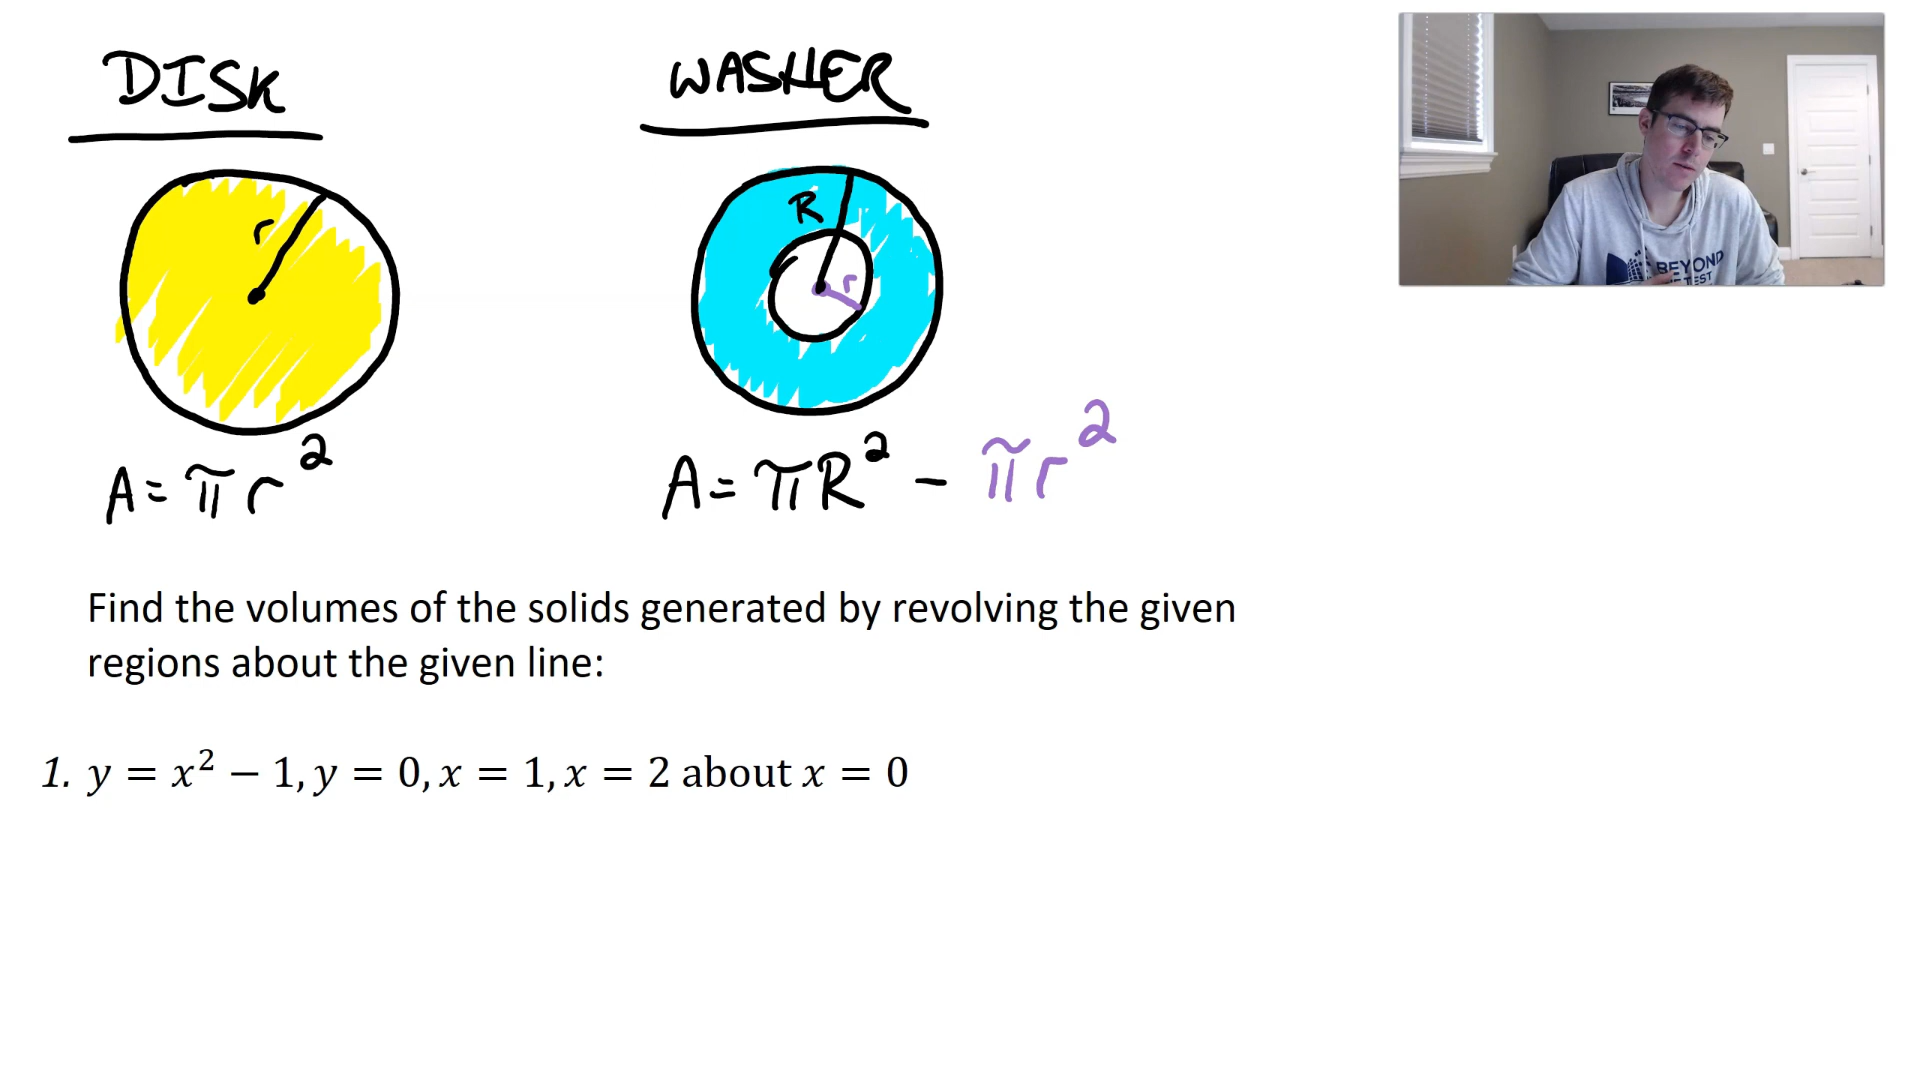 DISK
WASHER
r
R
r
A = πr²
A = πR² − πr²
Find the volumes of the solids generated by revolving the given
regions about the given line:
1. y = x² − 1, y = 0, x = 1, x = 2 about x = 0
BEYOND
TEST